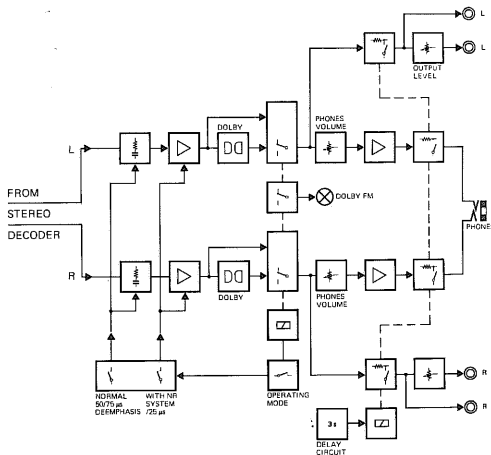 L
L
OUTPUT
LEVEL
DOLBY
PHONES
VOLUME
L
FROM
STEREO
DECODER
DOLBY FM
PHONE
R
DOLBY
PHONES
VOLUME
NORMAL
50/75 µs
DEEMPHASIS
WITH NR
SYSTEM
/25 µs
OPERATING
MODE
R
R
3s
DELAY
CIRCUIT